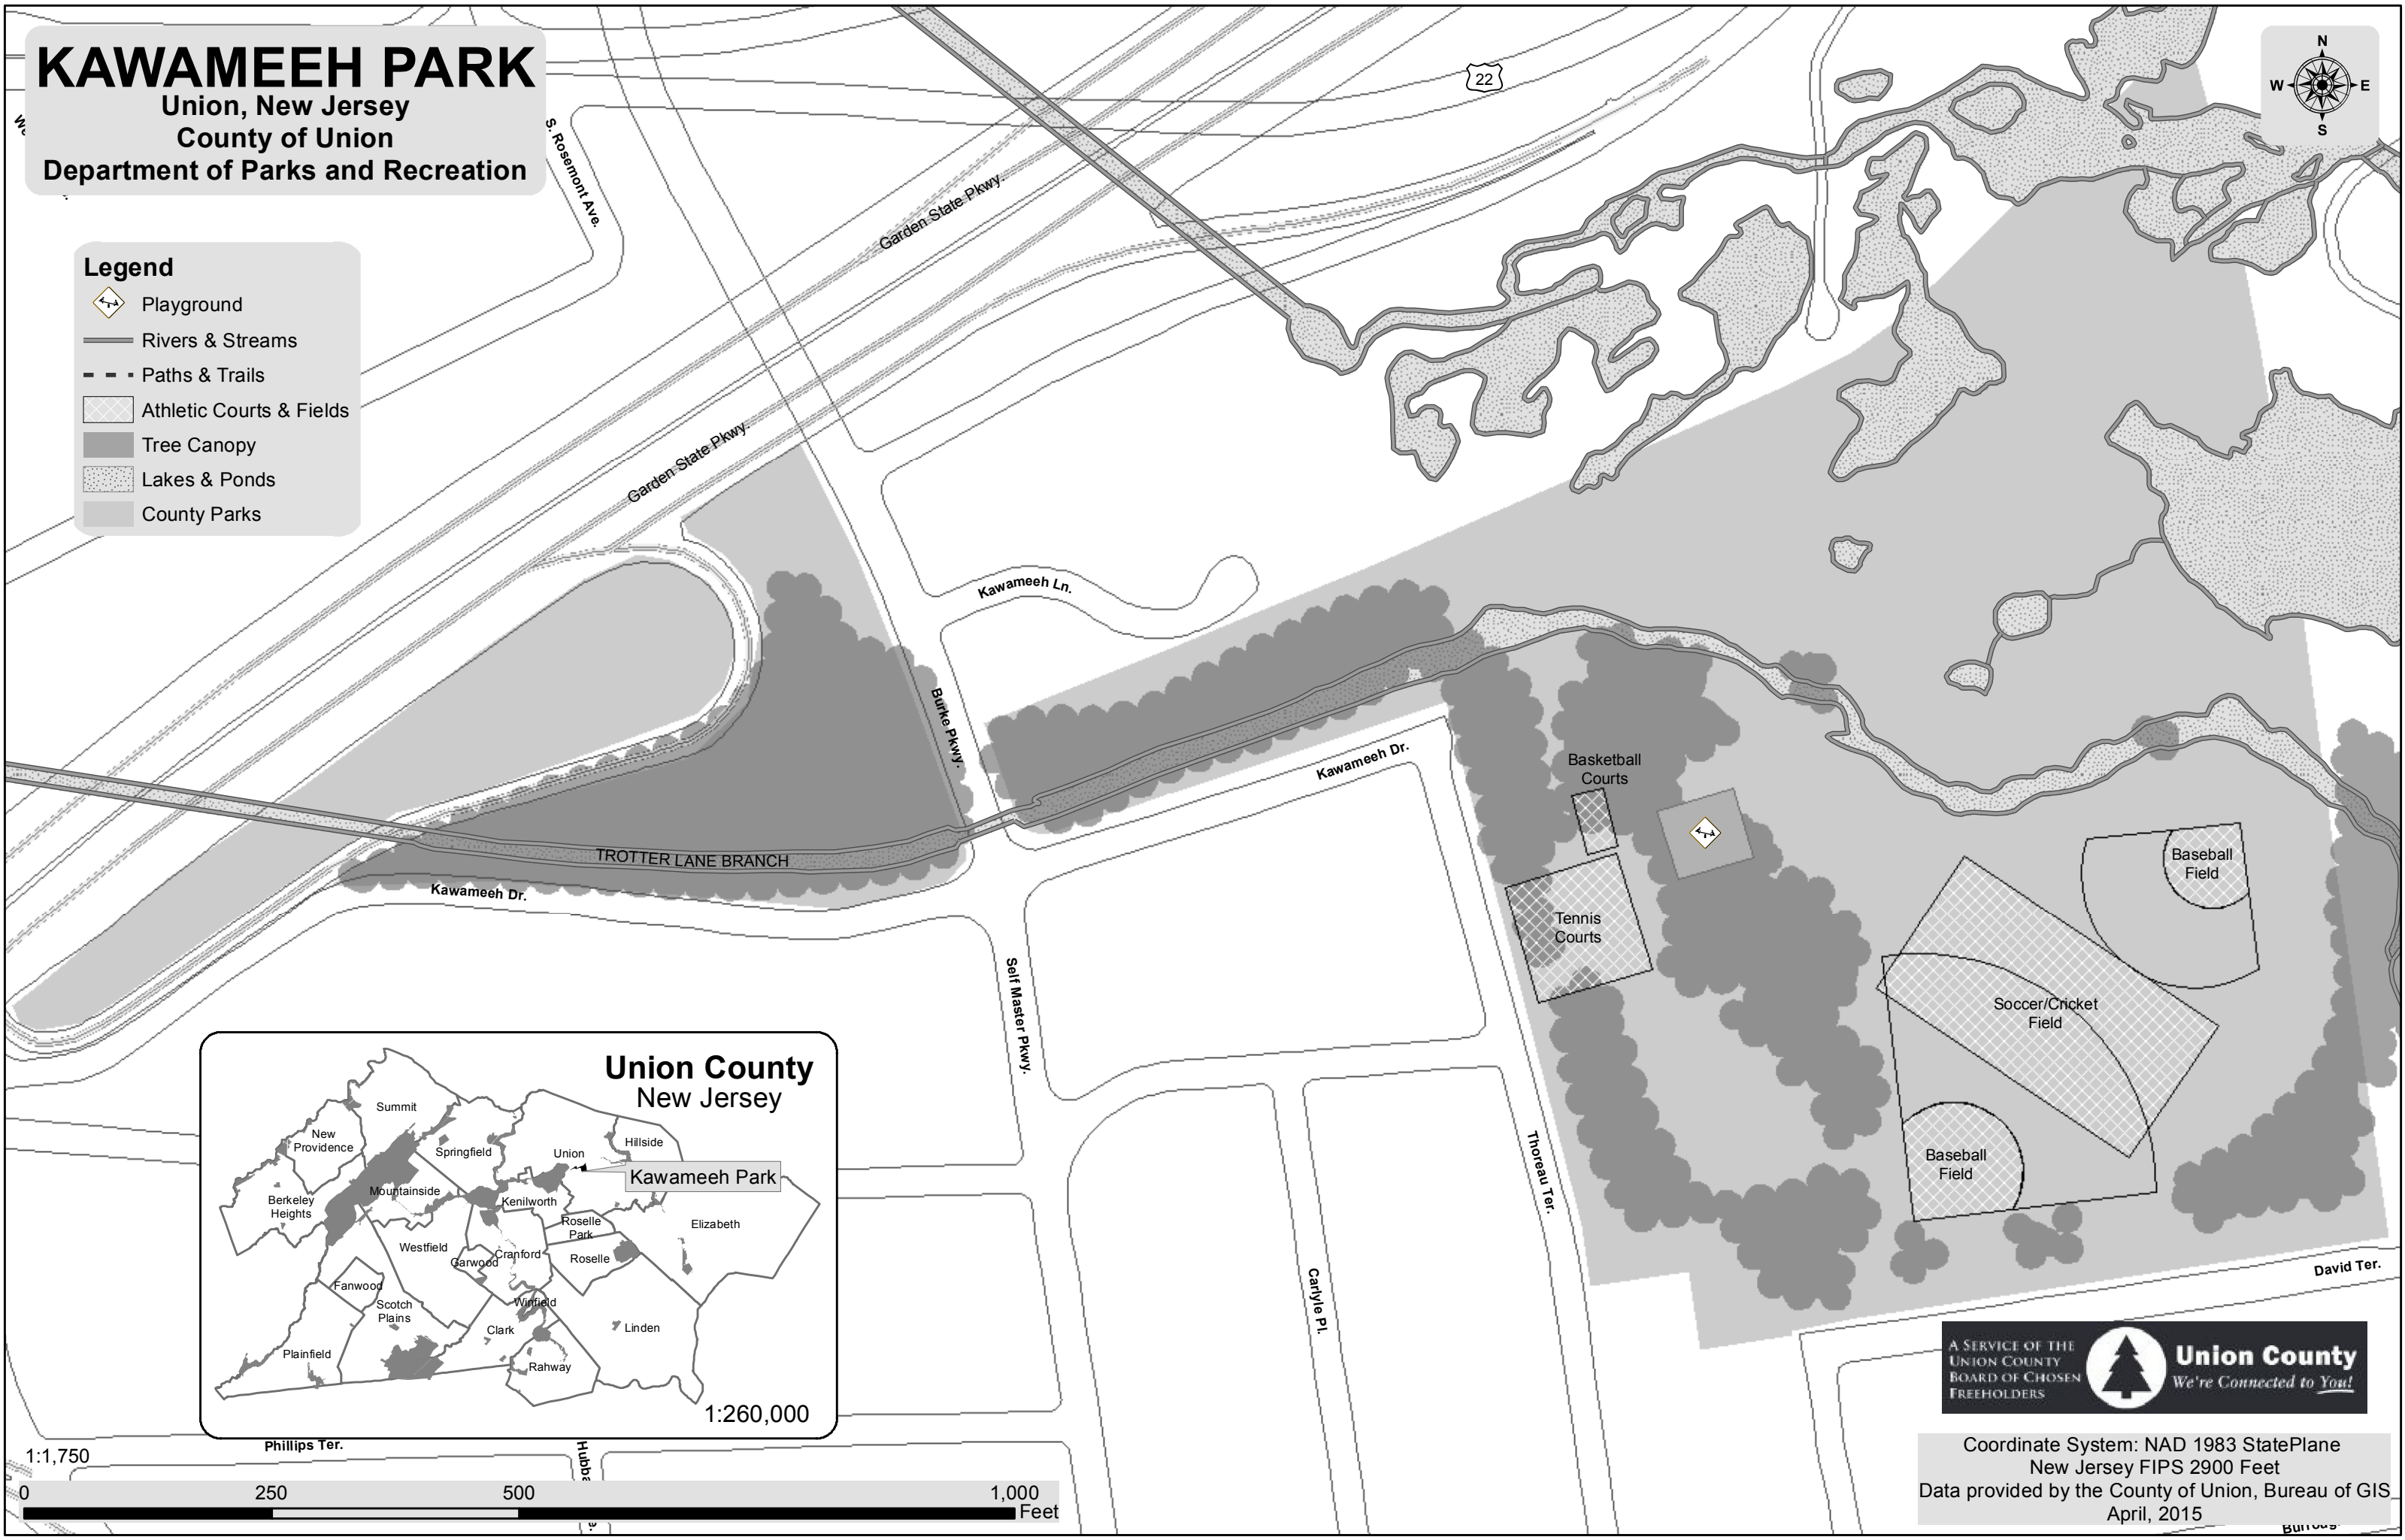 KAWAMEEH PARK
Union, New Jersey
County of Union
Department of Parks and Recreation
22
N
W
E
S
S. Rosemont Ave.
Garden State Pkwy.
Legend
Playground
Rivers & Streams
Paths & Trails
Athletic Courts & Fields
Tree Canopy
Lakes & Ponds
County Parks
Garden State Pkwy.
Kawameeh Ln.
Burke Pkwy.
Kawameeh Dr.
Basketball
Courts
TROTTER LANE BRANCH
Kawameeh Dr.
Tennis
Courts
Baseball
Field
Soccer/Cricket
Field
Baseball
Field
Self Master Pkwy.
Thoreau Ter.
Carlyle Pl.
David Ter.
Union County
New Jersey
Summit
New
Providence
Springfield
Union
Hillside
Kawameeh Park
Berkeley
Heights
Mountainside
Kenilworth
Roselle
Park
Elizabeth
Westfield
Garwood
Cranford
Roselle
Fanwood
Scotch
Plains
Winfield
Clark
Linden
Plainfield
Rahway
1:260,000
A SERVICE OF THE
UNION COUNTY
BOARD OF CHOSEN
FREEHOLDERS
Union County
We're Connected to You!
Phillips Ter.
1:1,750
0
250
500
1,000
Feet
Coordinate System: NAD 1983 StatePlane
New Jersey FIPS 2900 Feet
Data provided by the County of Union, Bureau of GIS
April, 2015